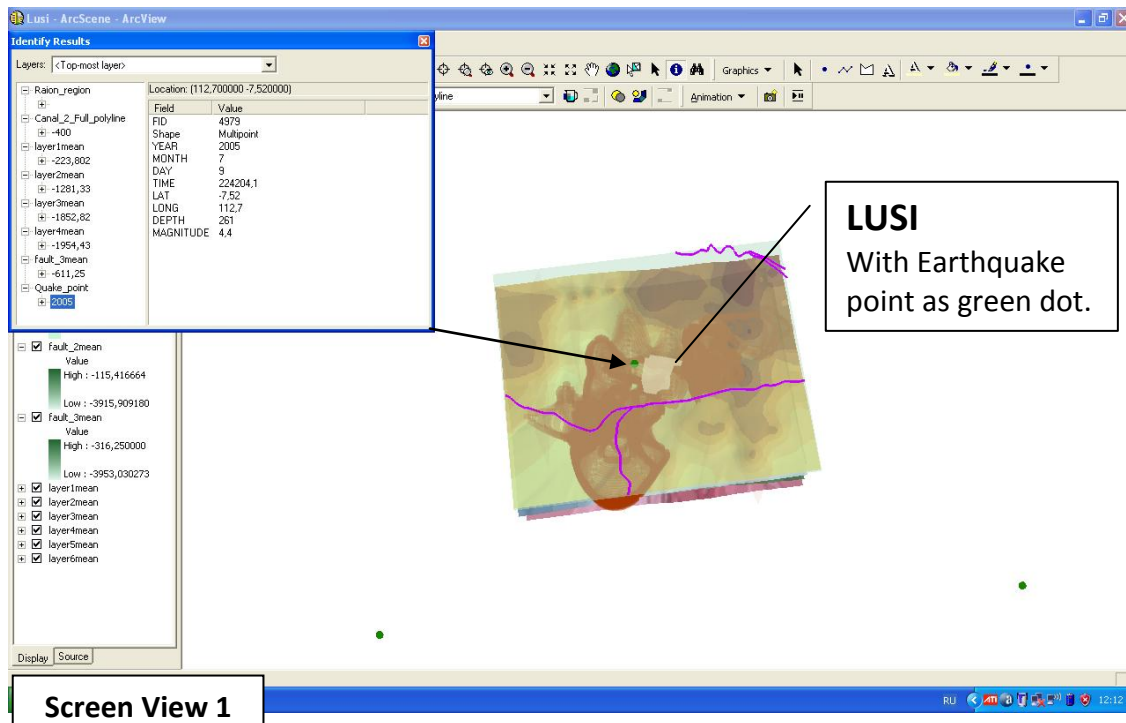 Lusi - ArcScene - ArcView
Identify Results
Layers: <Top-most layer>
Raion_region
Canal_2_Full_polyline
-400
layer1mean
-223,802
layer2mean
-1281,33
layer3mean
-1852,82
layer4mean
-1954,43
fault_3mean
-611,25
Quake_point
2005
Location: (112,700000 -7,520000)
Field Value
FID 4979
Shape Multipoint
YEAR 2005
MONTH 7
DAY 9
TIME 224204,1
LAT -7,52
LONG 112,7
DEPTH 261
MAGNITUDE 4,4
Graphics
yline
Animation
LUSI
With Earthquake
point as green dot.
fault_2mean
Value
High : -115,416664
Low : -3915,909180
fault_3mean
Value
High : -316,250000
Low : -3953,030273
layer1mean
layer2mean
layer3mean
layer4mean
layer5mean
layer6mean
Display Source
Screen View 1
RU
ATI
12:12